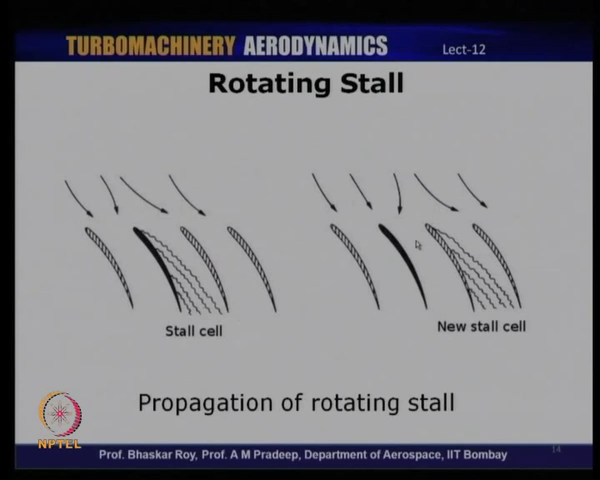 TURBOMACHINERY AERODYNAMICS
Lect-12
Rotating Stall
Stall cell
New stall cell
Propagation of rotating stall
NPTEL
Prof. Bhaskar Roy, Prof. A M Pradeep, Department of Aerospace, IIT Bombay
14